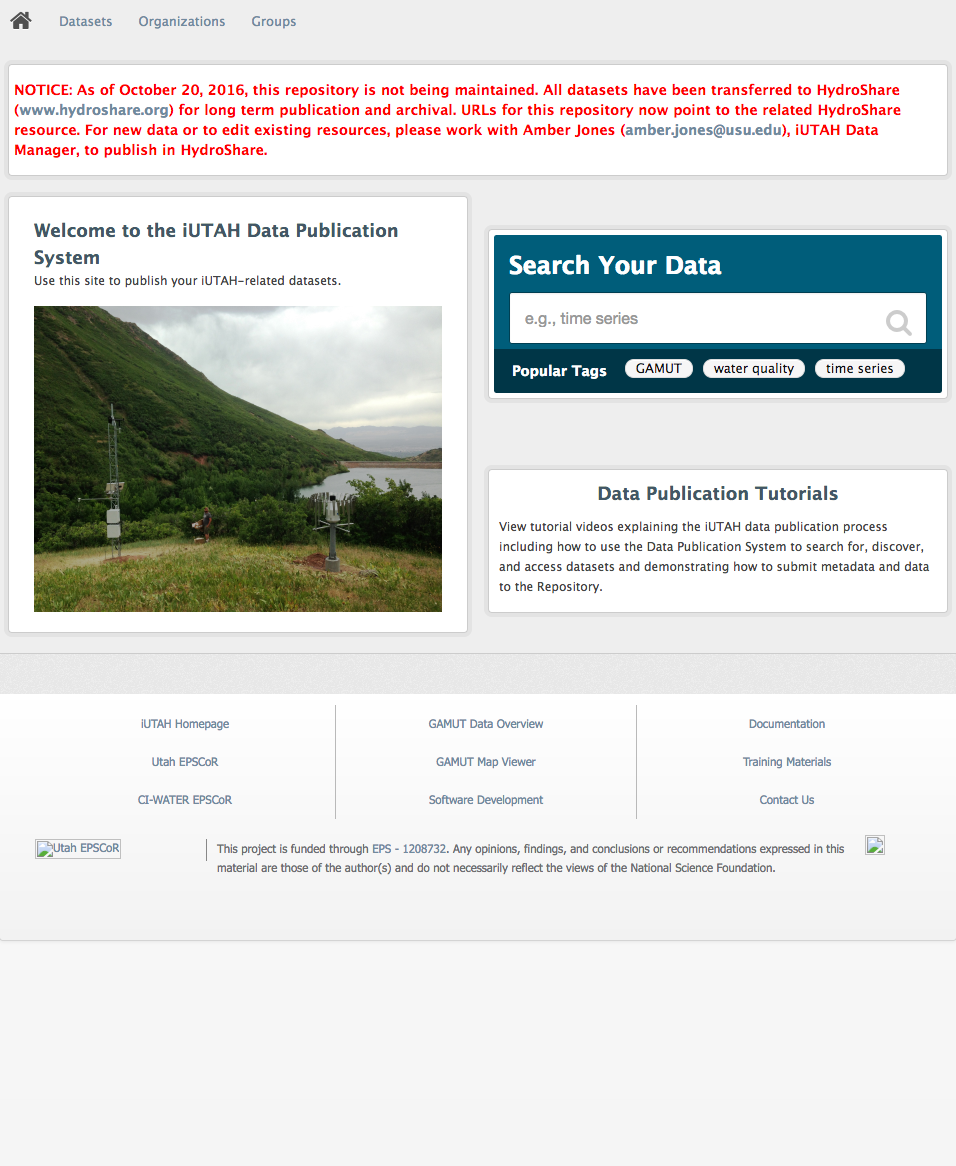 Datasets Organizations Groups
NOTICE: As of October 20, 2016, this repository is not being maintained. All datasets have been transferred to HydroShare
(www.hydroshare.org) for long term publication and archival. URLs for this repository now point to the related HydroShare
resource. For new data or to edit existing resources, please work with Amber Jones (amber.jones@usu.edu), iUTAH Data
Manager, to publish in HydroShare.
Welcome to the iUTAH Data Publication
System
Use this site to publish your iUTAH-related datasets.
Search Your Data
e.g., time series
Popular Tags GAMUT water quality time series
Data Publication Tutorials
View tutorial videos explaining the iUTAH data publication process
including how to use the Data Publication System to search for, discover,
and access datasets and demonstrating how to submit metadata and data
to the Repository.
iUTAH Homepage
Utah EPSCoR
CI-WATER EPSCoR
GAMUT Data Overview
GAMUT Map Viewer
Software Development
Documentation
Training Materials
Contact Us
Utah EPSCoR
This project is funded through EPS - 1208732. Any opinions, findings, and conclusions or recommendations expressed in this
material are those of the author(s) and do not necessarily reflect the views of the National Science Foundation.